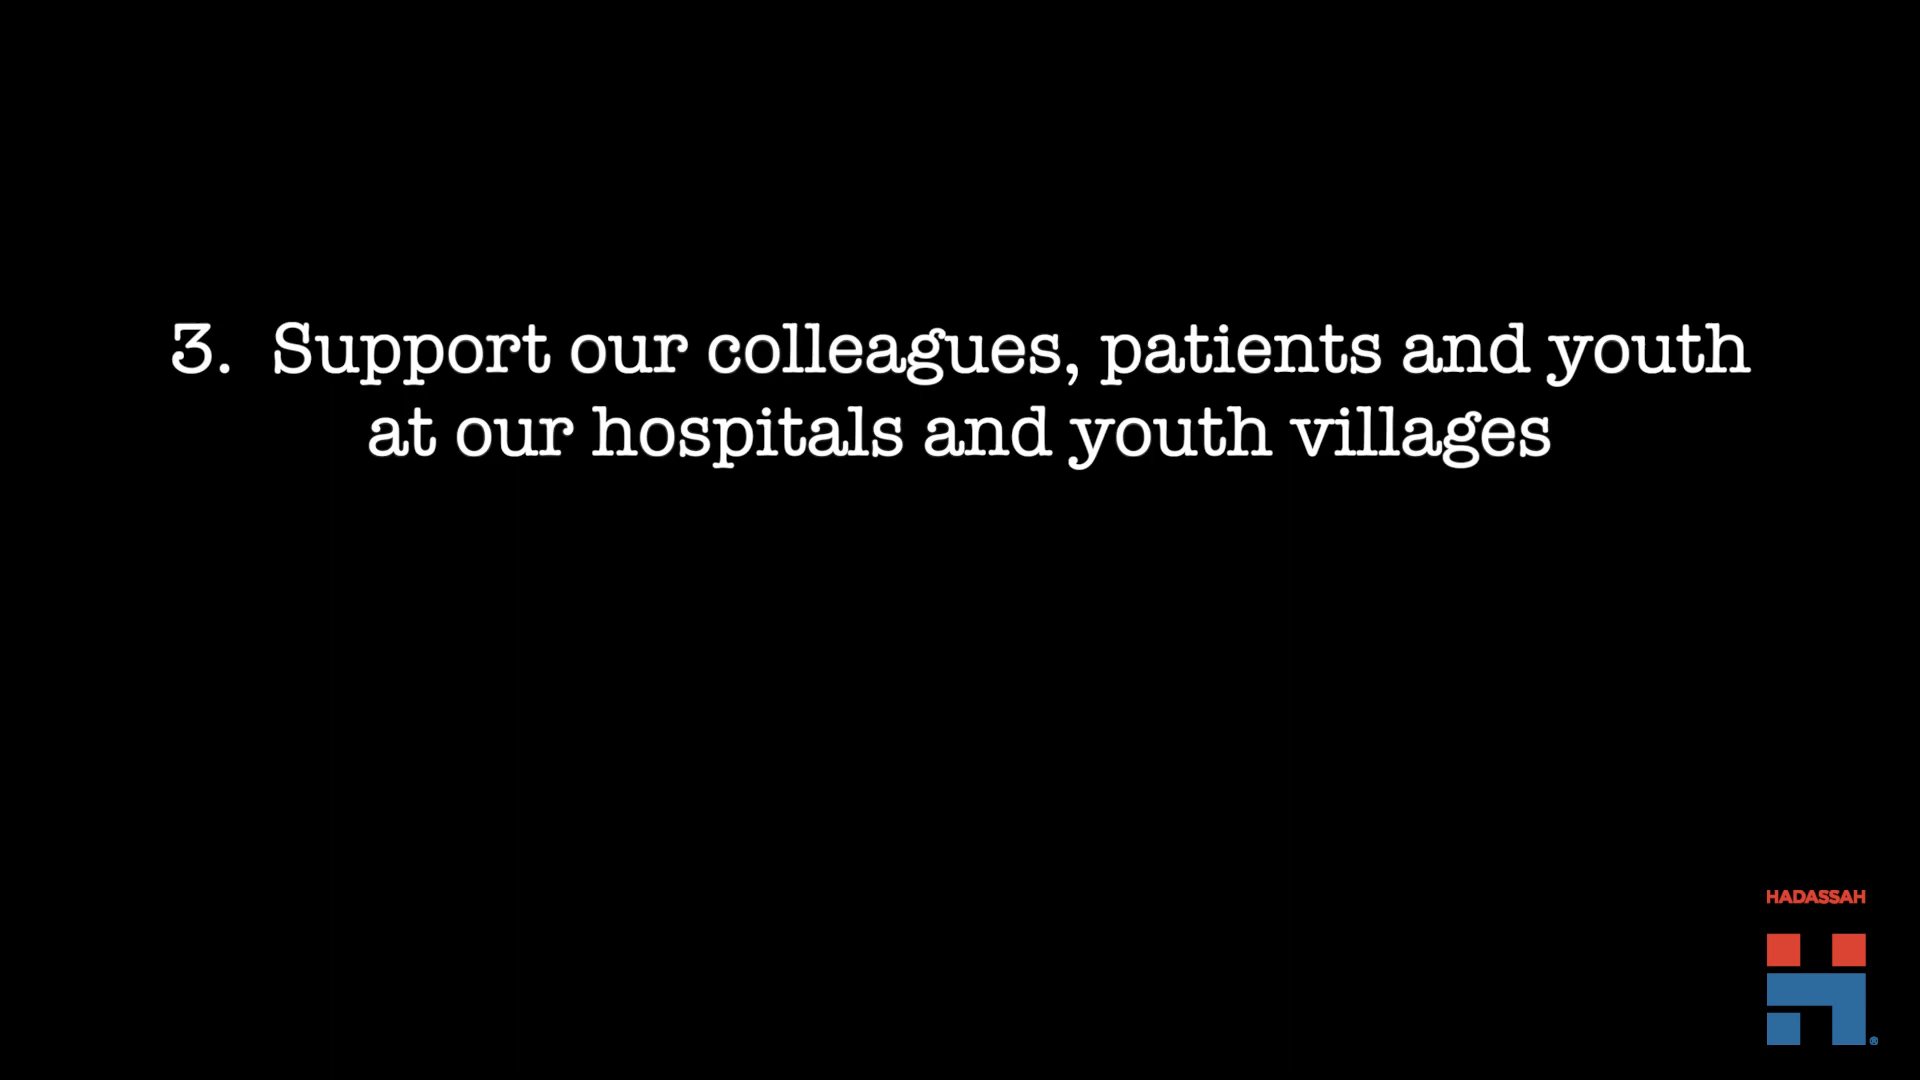 3. Support our colleagues, patients and youth
at our hospitals and youth villages
HADASSAH
®